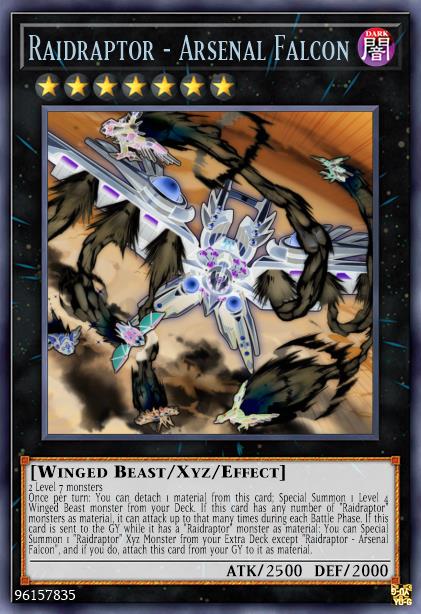 Raidraptor - Arsenal Falcon
DARK
闇
[Winged Beast/Xyz/Effect]
2 Level 7 monsters
Once per turn: You can detach 1 material from this card; Special Summon 1 Level 4
Winged Beast monster from your Deck. If this card has any number of "Raidraptor"
monsters as material, it can attack up to that many times during each Battle Phase. If this
card is sent to the GY while it has a "Raidraptor" monster as material: You can Special
Summon 1 "Raidraptor" Xyz Monster from your Extra Deck except "Raidraptor - Arsenal
Falcon", and if you do, attach this card from your GY to it as material.
ATK/2500 DEF/2000
96157835